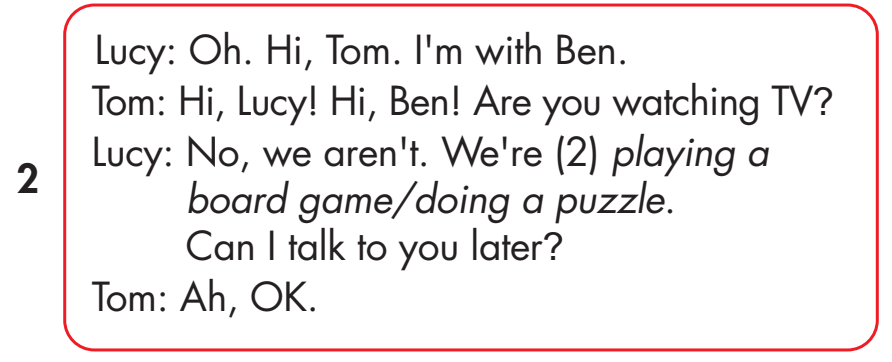 Lucy: Oh. Hi, Tom. I'm with Ben.
Tom: Hi, Lucy! Hi, Ben! Are you watching TV?
2
Lucy: No, we aren't. We're (2) playing a
board game/doing a puzzle.
Can I talk to you later?
Tom: Ah, OK.